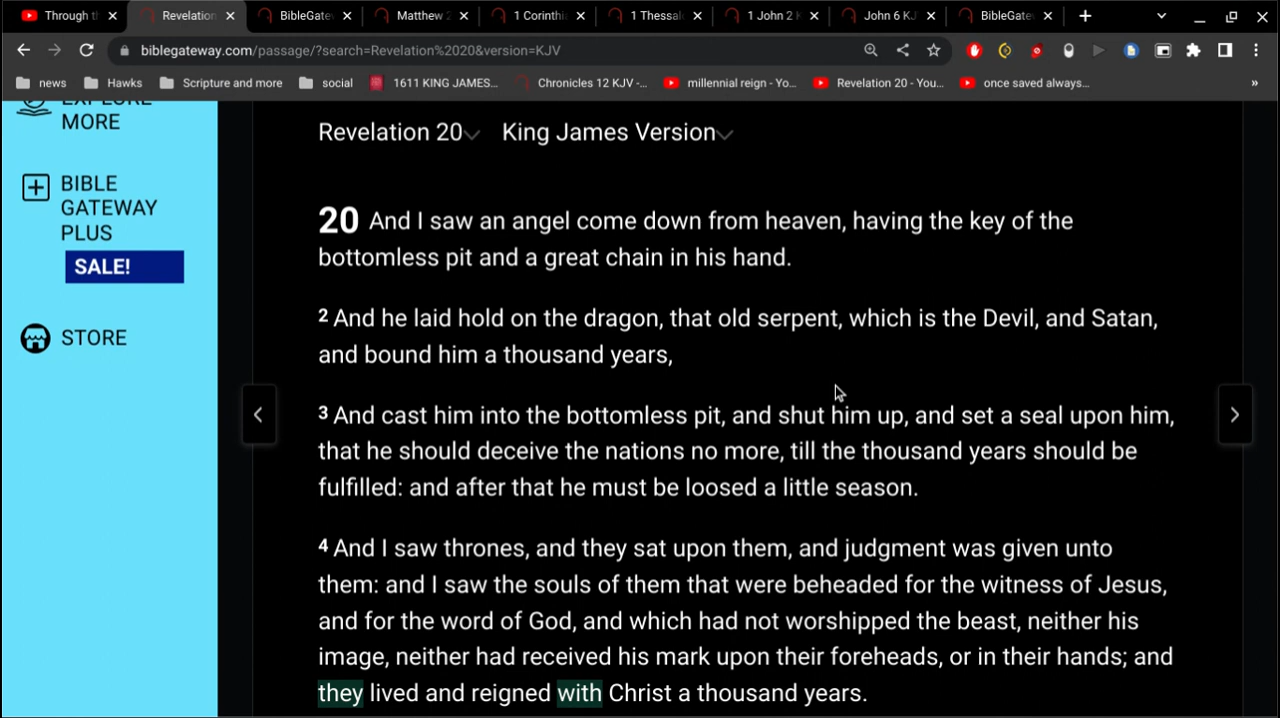 Through t
Revelation
BibleGate
Matthew 2
1 Corinthi
1 Thessal
1 John 2
John 6 KJ
BibleGate
biblegateway.com/passage/?search=Revelation%2020&version=KJV
news
Hawks
Scripture and more
social
1611 KING JAMES...
Chronicles 12 KJV -...
millennial reign - Yo...
Revelation 20 - You...
once saved always...
»
EXPLORE
MORE
BIBLE
GATEWAY
PLUS
SALE!
STORE
Revelation 20 King James Version
20 And I saw an angel come down from heaven, having the key of the
bottomless pit and a great chain in his hand.
2 And he laid hold on the dragon, that old serpent, which is the Devil, and Satan,
and bound him a thousand years,
3 And cast him into the bottomless pit, and shut him up, and set a seal upon him,
that he should deceive the nations no more, till the thousand years should be
fulfilled: and after that he must be loosed a little season.
4 And I saw thrones, and they sat upon them, and judgment was given unto
them: and I saw the souls of them that were beheaded for the witness of Jesus,
and for the word of God, and which had not worshipped the beast, neither his
image, neither had received his mark upon their foreheads, or in their hands; and
they lived and reigned with Christ a thousand years.